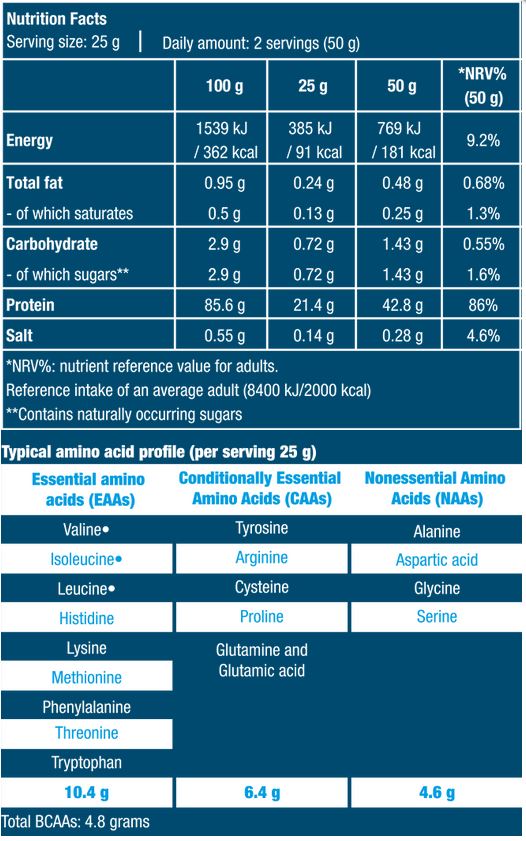 Nutrition Facts
Serving size: 25 g | Daily amount: 2 servings (50 g)
100 g 25 g 50 g *NRV% (50 g)
Energy 1539 kJ / 362 kcal 385 kJ / 91 kcal 769 kJ / 181 kcal 9.2%
Total fat 0.95 g 0.24 g 0.48 g 0.68%
- of which saturates 0.5 g 0.13 g 0.25 g 1.3%
Carbohydrate 2.9 g 0.72 g 1.43 g 0.55%
- of which sugars** 2.9 g 0.72 g 1.43 g 1.6%
Protein 85.6 g 21.4 g 42.8 g 86%
Salt 0.55 g 0.14 g 0.28 g 4.6%
*NRV%: nutrient reference value for adults.
Reference intake of an average adult (8400 kJ/2000 kcal)
**Contains naturally occurring sugars
Typical amino acid profile (per serving 25 g)
Essential amino acids (EAAs) Conditionally Essential Amino Acids (CAAs) Nonessential Amino Acids (NAAs)
Valine• Tyrosine Alanine
Isoleucine• Arginine Aspartic acid
Leucine• Cysteine Glycine
Histidine Proline Serine
Lysine Glutamine and Glutamic acid
Methionine
Phenylalanine
Threonine
Tryptophan
10.4 g 6.4 g 4.6 g
Total BCAAs: 4.8 grams